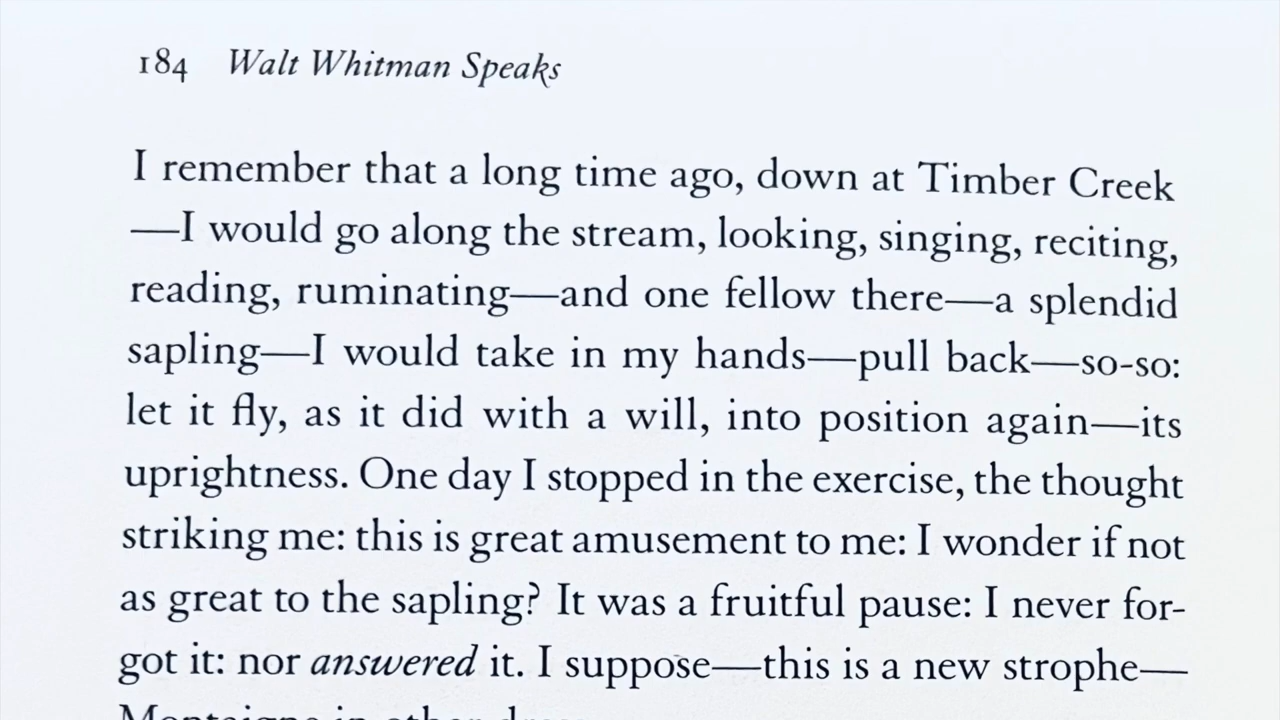 184 Walt Whitman Speaks
I remember that a long time ago, down at Timber Creek
—I would go along the stream, looking, singing, reciting,
reading, ruminating—and one fellow there—a splendid
sapling—I would take in my hands—pull back—so-so:
let it fly, as it did with a will, into position again—its
uprightness. One day I stopped in the exercise, the thought
striking me: this is great amusement to me: I wonder if not
as great to the sapling? It was a fruitful pause: I never for-
got it: nor answered it. I suppose—this is a new strophe—
Montaigne in other